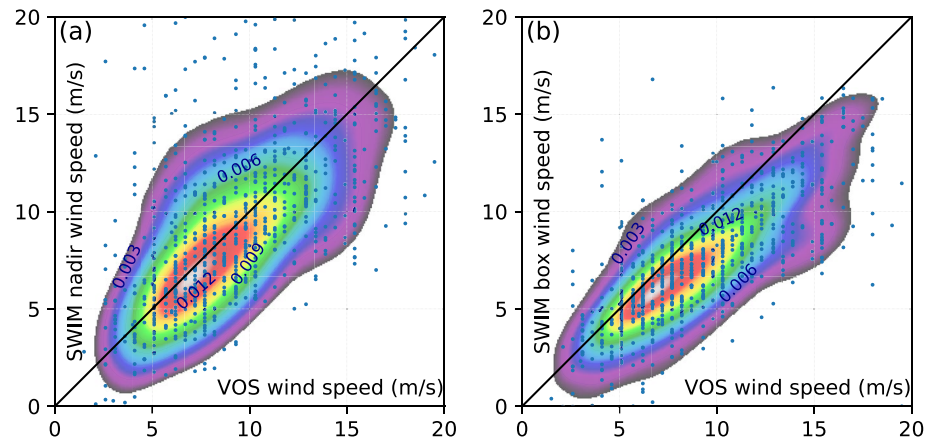 (a)
20
15
10
5
0
SWIM nadir wind speed (m/s)
0.006
0.003
0.009
0.012
VOS wind speed (m/s)
0 5 10 15 20
(b)
20
15
10
5
0
SWIM box wind speed (m/s)
0.003
0.012
0.006
VOS wind speed (m/s)
0 5 10 15 20